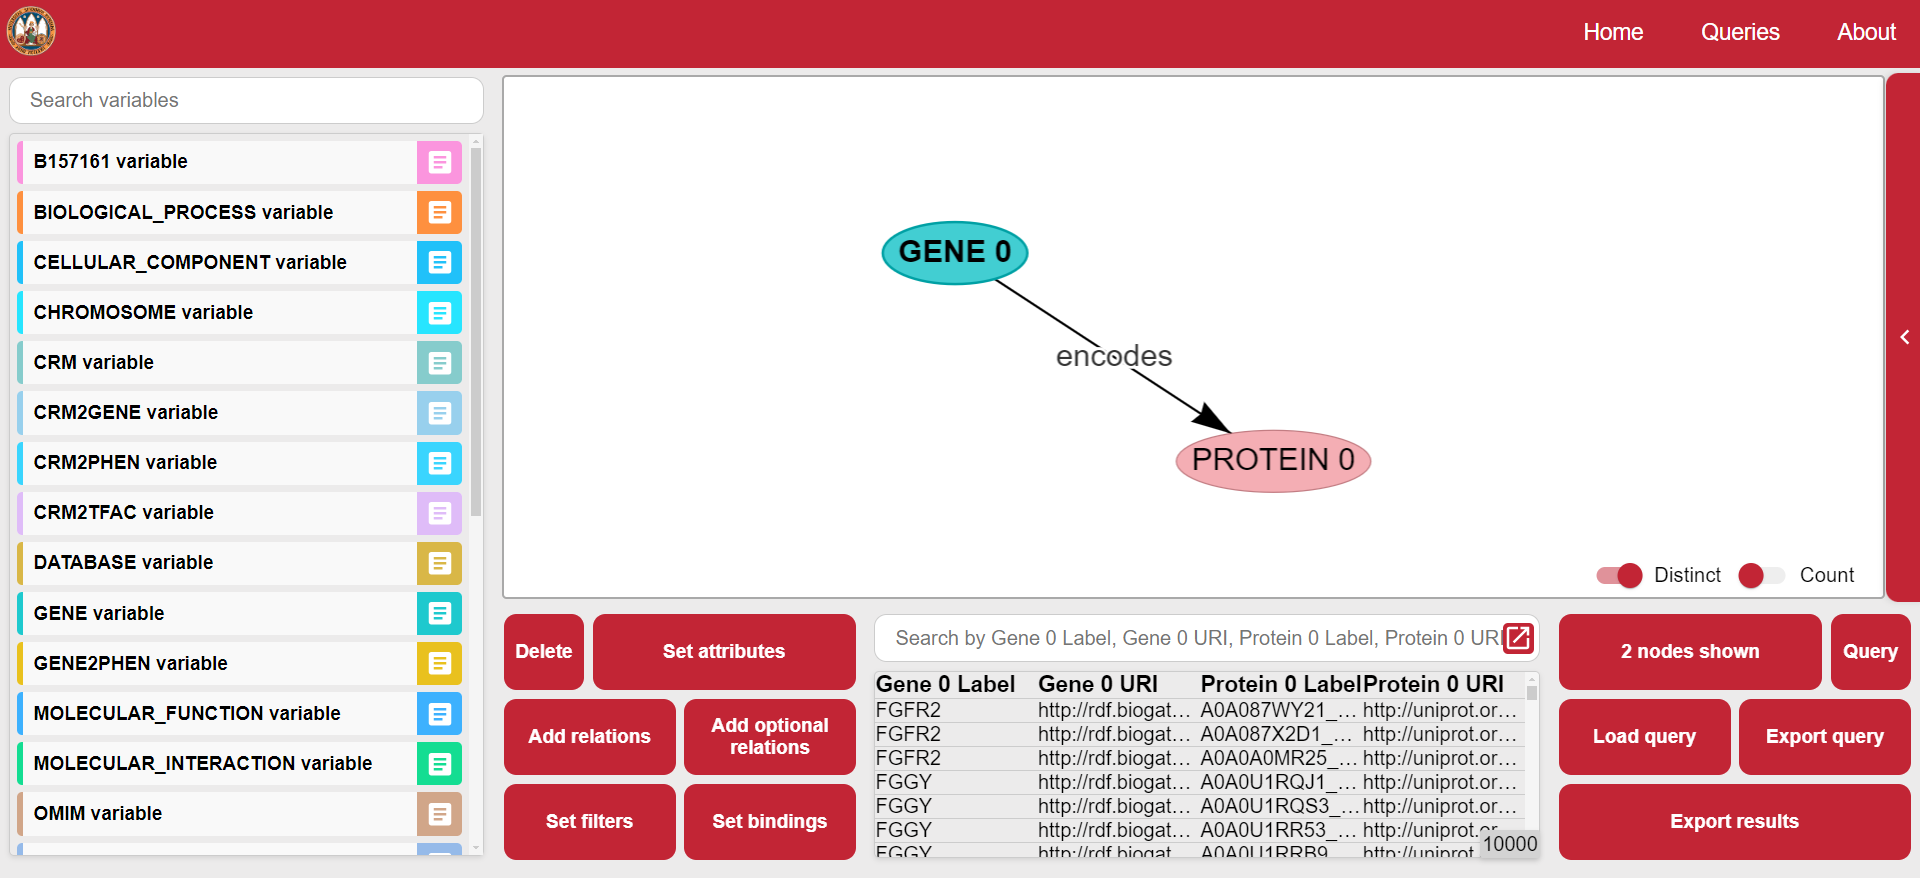 Home Queries About
Search variables
B157161 variable
BIOLOGICAL_PROCESS variable
CELLULAR_COMPONENT variable
CHROMOSOME variable
CRM variable
CRM2GENE variable
CRM2PHEN variable
CRM2TFAC variable
DATABASE variable
GENE variable
GENE2PHEN variable
MOLECULAR_FUNCTION variable
MOLECULAR_INTERACTION variable
OMIM variable
GENE 0
encodes
PROTEIN 0
Distinct Count
Delete
Set attributes
Add relations
Add optional
relations
Set filters
Set bindings
Search by Gene 0 Label, Gene 0 URI, Protein 0 Label, Protein 0 URI
Gene 0 Label Gene 0 URI Protein 0 Label Protein 0 URI
FGFR2 http://rdf.biogat... A0A087WY21_... http://uniprot.or...
FGFR2 http://rdf.biogat... A0A087X2D1_... http://uniprot.or...
FGFR2 http://rdf.biogat... A0A0A0MR25_... http://uniprot.or...
FGGY http://rdf.biogat... A0A0U1RQJ1_... http://uniprot.or...
FGGY http://rdf.biogat... A0A0U1RQS3_... http://uniprot.or...
FGGY http://rdf.biogat... A0A0U1RR53_... http://uniprot.or
FGGY http://rdf.biogat... A0A0U1RRB9 http://uniprot
10000
2 nodes shown
Query
Load query
Export query
Export results